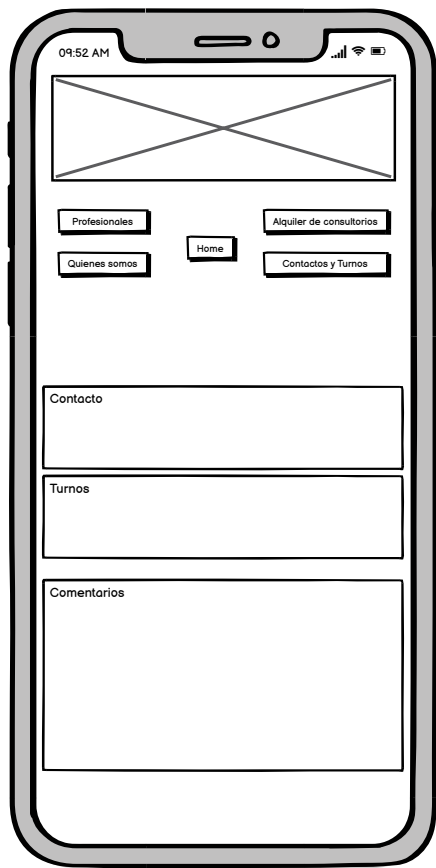 09:52 AM
Profesionales
Alquiler de consultorios
Home
Quienes somos
Contactos y Turnos
Contacto
Turnos
Comentarios